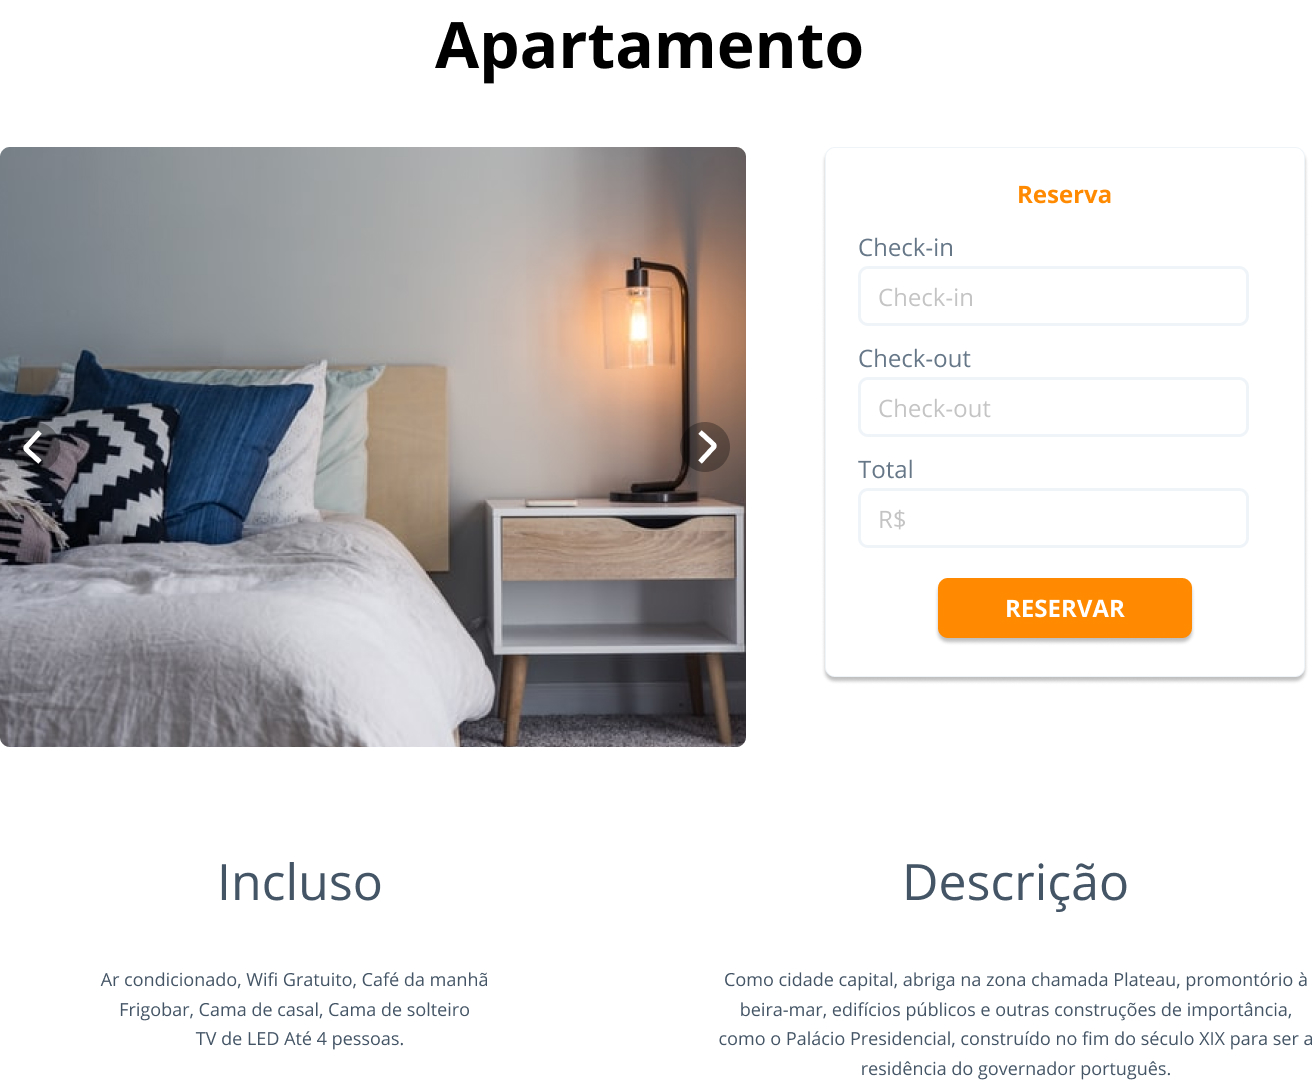 Apartamento
Reserva
Check-in
Check-in
Check-out
Check-out
Total
R$
RESERVAR
Incluso
Ar condicionado, Wifi Gratuito, Café da manhã
Frigobar, Cama de casal, Cama de solteiro
TV de LED Até 4 pessoas.
Descrição
Como cidade capital, abriga na zona chamada Plateau, promontório à
beira-mar, edifícios públicos e outras construções de importância,
como o Palácio Presidencial, construído no fim do século XIX para ser a
residência do governador português.